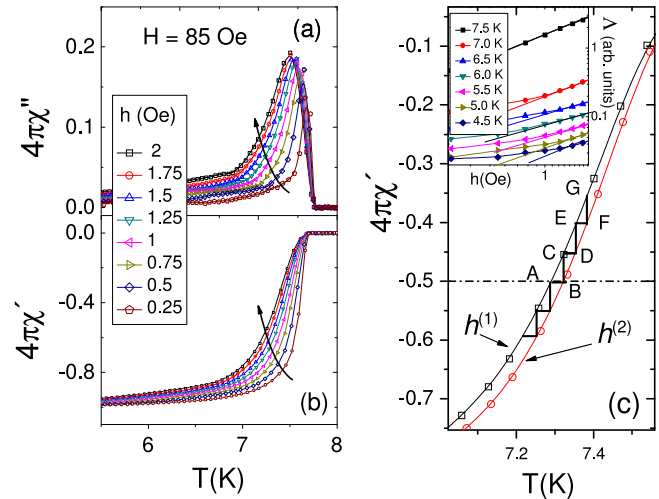 (a)
H = 85 Oe
0.2
0.1
0.0
4πχ″
h (Oe)
2
1.75
1.5
1.25
1
0.75
0.5
0.25
0.0
-0.4
-0.8
4πχ′
(b)
6
7
8
T(K)
-0.1
-0.2
-0.3
-0.4
-0.5
-0.6
-0.7
4πχ′
7.5 K
7.0 K
6.5 K
6.0 K
5.5 K
5.0 K
4.5 K
Λ (arb. units)
1
0.1
1
h(Oe)
G
E
F
C
D
A
B
h(1)
h(2)
(c)
7.2
7.4
T(K)